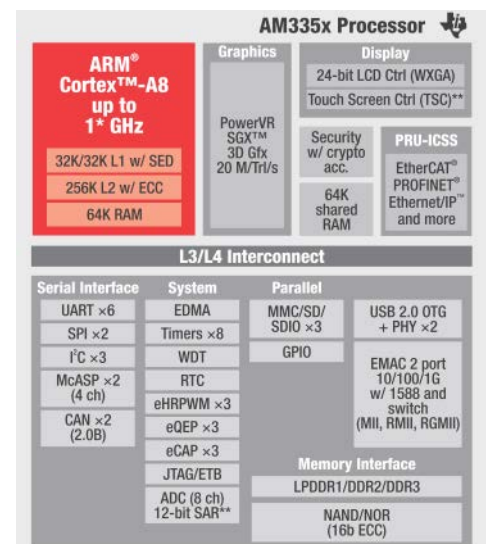 AM335x Processor
ARM®
Cortex™-A8
up to
1* GHz
32K/32K L1 w/ SED
256K L2 w/ ECC
64K RAM
Graphics
PowerVR
SGX™
3D Gfx
20 M/Tri/s
Display
24-bit LCD Ctrl (WXGA)
Touch Screen Ctrl (TSC)**
Security
w/ crypto
acc.
64K
shared
RAM
PRU-ICSS
EtherCAT®
PROFINET®
Ethernet/IP™
and more
L3/L4 Interconnect
Serial Interface
UART ×6
SPI ×2
I²C ×3
McASP ×2
(4 ch)
CAN ×2
(2.0B)
System
EDMA
Timers ×8
WDT
RTC
eHRPWM ×3
eQEP ×3
eCAP ×3
JTAG/ETB
ADC (8 ch)
12-bit SAR**
Parallel
MMC/SD/
SDIO ×3
GPIO
USB 2.0 OTG
+ PHY ×2
EMAC 2 port
10/100/1G
w/ 1588 and
switch
(MII, RMII, RGMII)
Memory Interface
LPDDR1/DDR2/DDR3
NAND/NOR
(16b ECC)